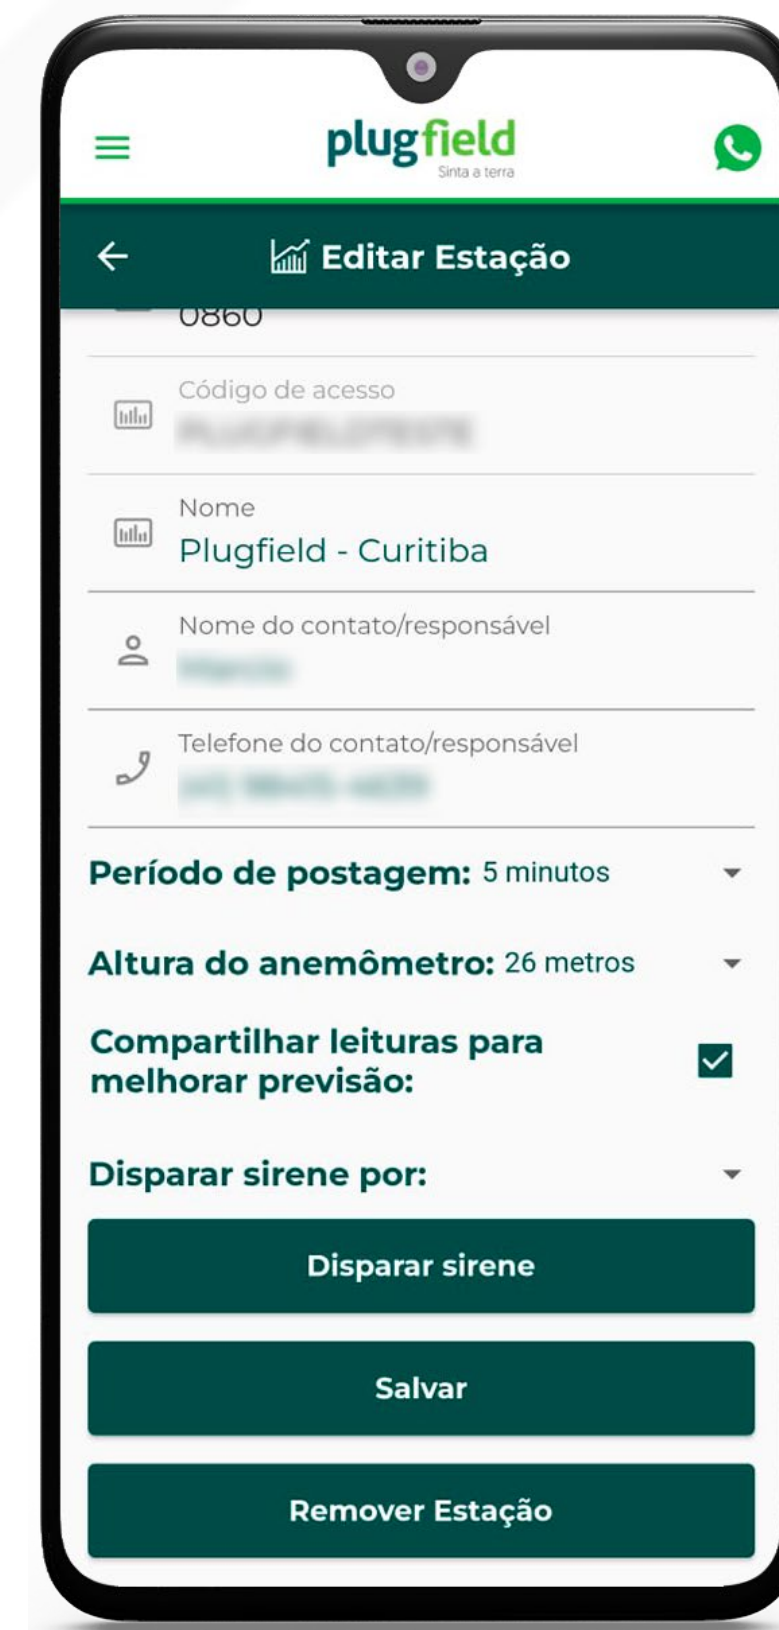 plugfield
Sinta a terra
Editar Estação
0860
Código de acesso
Nome
Plugfield - Curitiba
Nome do contato/responsável
Telefone do contato/responsável
Período de postagem: 5 minutos
Altura do anemômetro: 26 metros
Compartilhar leituras para
melhorar previsão:
Disparar sirene por:
Disparar sirene
Salvar
Remover Estação